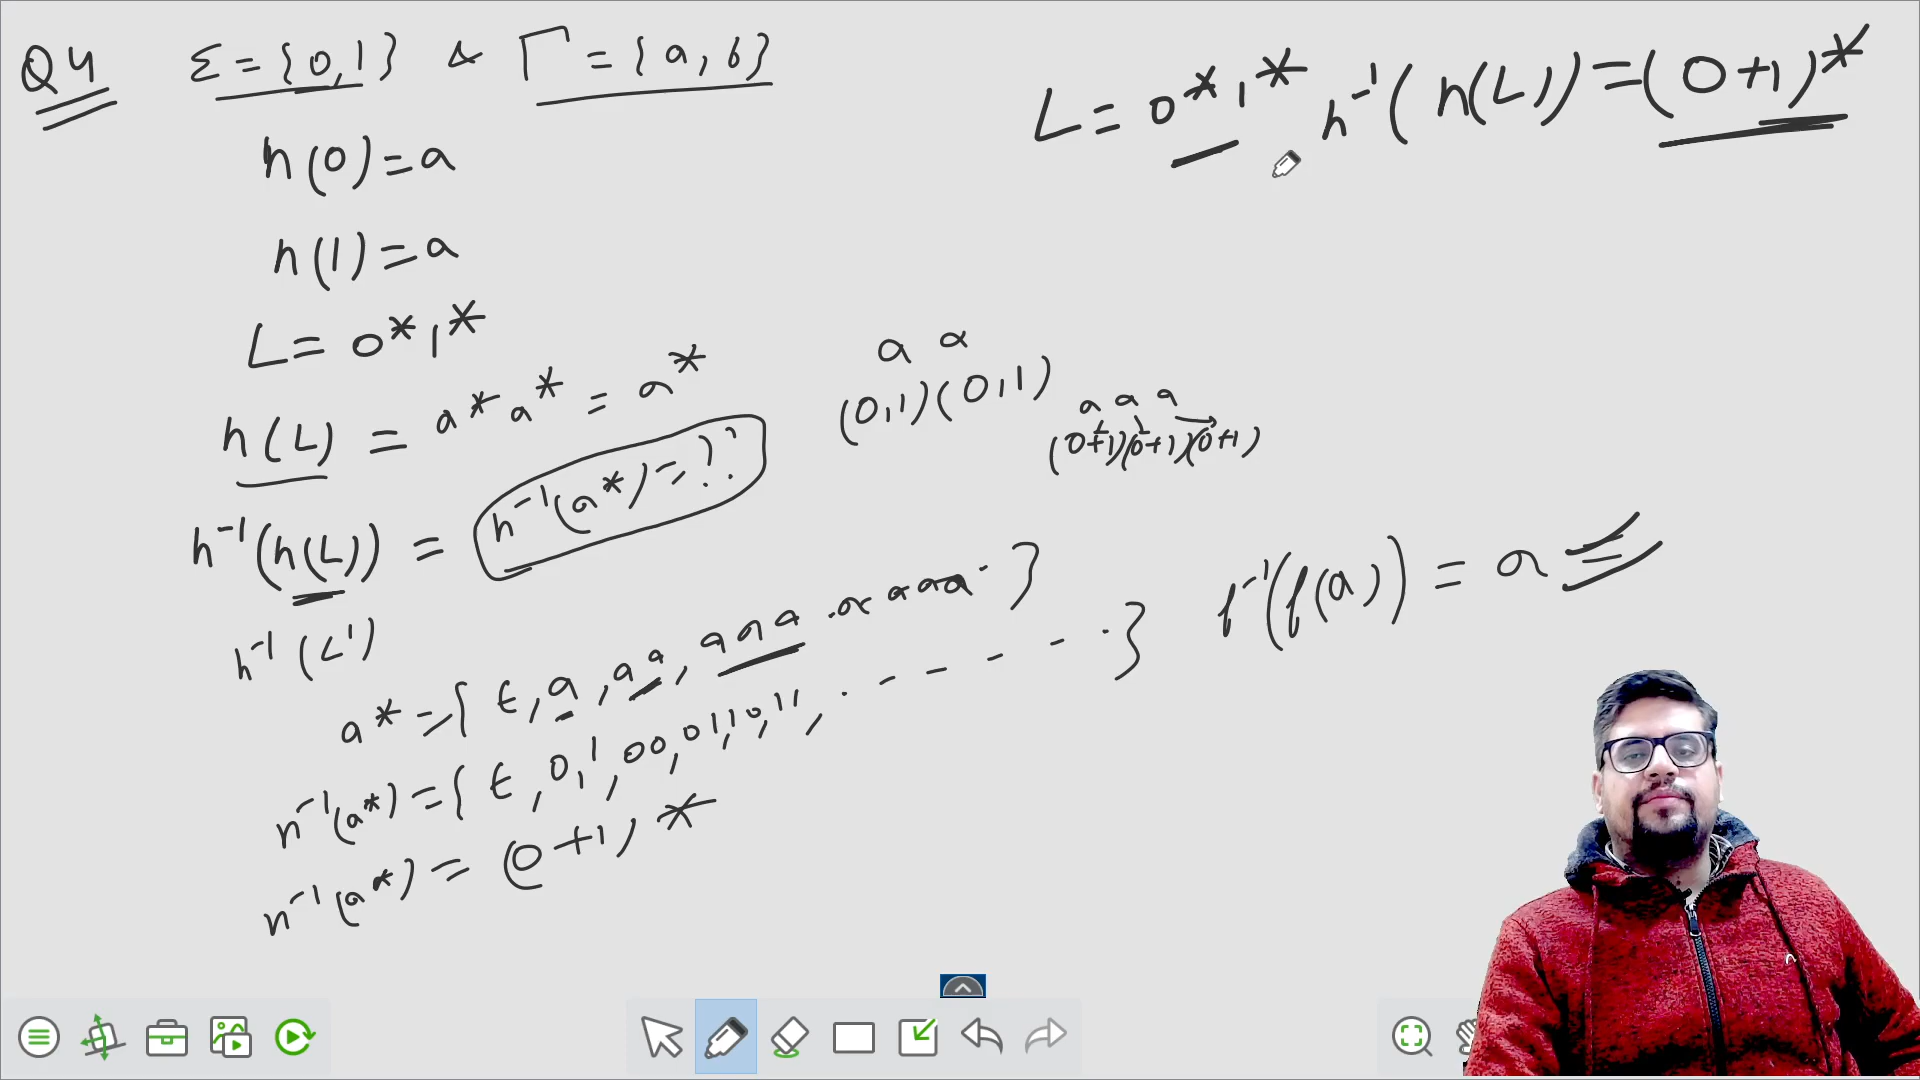 Q4 Σ = {0,1} & Γ = {a, b}
h(0) = a
h(1) = a
L = 0*1*
h(L) = a*a* = a*
h⁻¹(h(L)) = h⁻¹(a*) = ??
h⁻¹(L')
a* = { ε, a, aa, aaa . a aaaa . }
h⁻¹(a*) = { ε, 0, 1, 00, 01, 10, 11, . - - - - . }
h⁻¹(a*) = (0+1)*
L = 0*1* h⁻¹(h(L)) = (0+1)*
a a
(0,1)(0,1)
a a a
(0+1)(0+1)(0+1)
f⁻¹(f(a)) = a